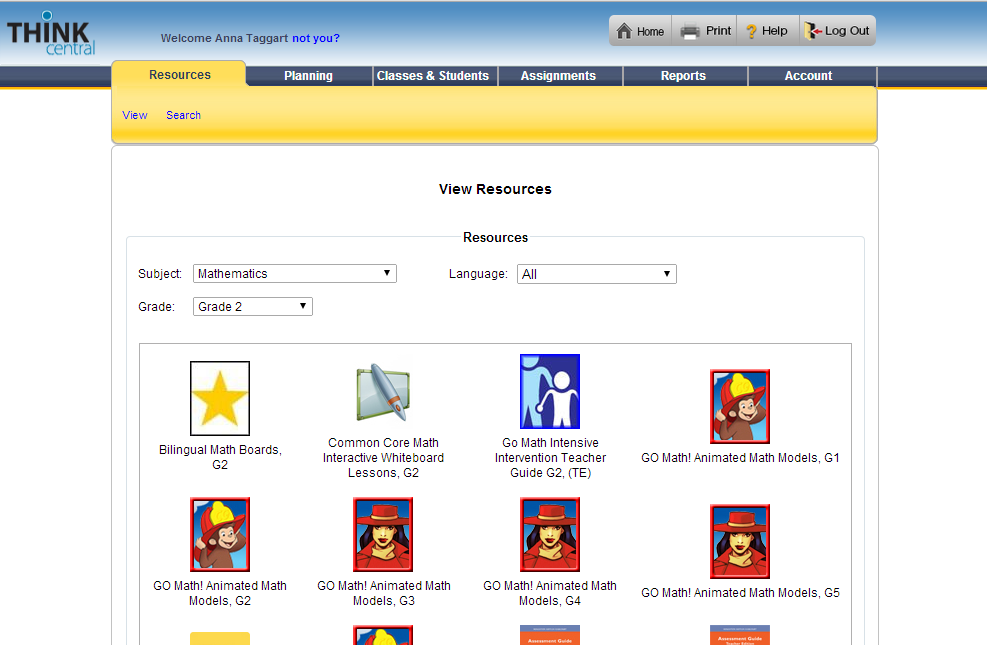 THINK
central
Welcome Anna Taggart not you?
Home Print Help Log Out
Resources Planning Classes & Students Assignments Reports Account
View Search
View Resources
Resources
Subject: Mathematics Language: All
Grade: Grade 2
Bilingual Math Boards,
G2
Common Core Math
Interactive Whiteboard
Lessons, G2
Go Math Intensive
Intervention Teacher
Guide G2, (TE)
GO Math! Animated Math Models, G1
GO Math! Animated Math
Models, G2
GO Math! Animated Math
Models, G3
GO Math! Animated Math
Models, G4
GO Math! Animated Math Models, G5
Assessment Guide
Assessment Guide